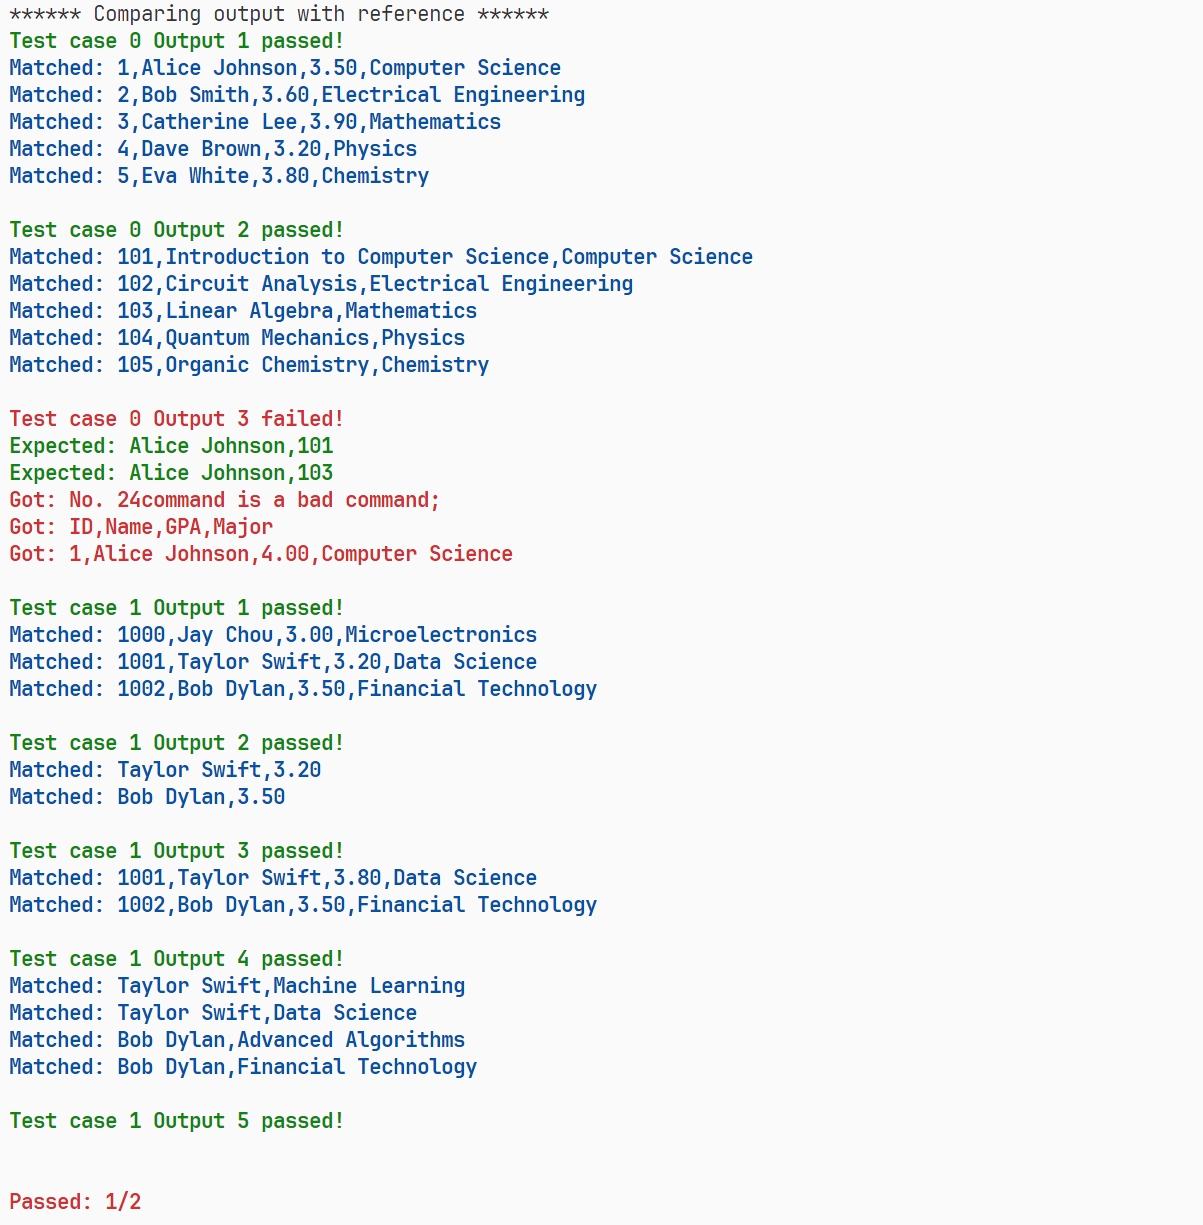 ****** Comparing output with reference ******
Test case 0 Output 1 passed!
Matched: 1,Alice Johnson,3.50,Computer Science
Matched: 2,Bob Smith,3.60,Electrical Engineering
Matched: 3,Catherine Lee,3.90,Mathematics
Matched: 4,Dave Brown,3.20,Physics
Matched: 5,Eva White,3.80,Chemistry
Test case 0 Output 2 passed!
Matched: 101,Introduction to Computer Science,Computer Science
Matched: 102,Circuit Analysis,Electrical Engineering
Matched: 103,Linear Algebra,Mathematics
Matched: 104,Quantum Mechanics,Physics
Matched: 105,Organic Chemistry,Chemistry
Test case 0 Output 3 failed!
Expected: Alice Johnson,101
Expected: Alice Johnson,103
Got: No. 24command is a bad command;
Got: ID,Name,GPA,Major
Got: 1,Alice Johnson,4.00,Computer Science
Test case 1 Output 1 passed!
Matched: 1000,Jay Chou,3.00,Microelectronics
Matched: 1001,Taylor Swift,3.20,Data Science
Matched: 1002,Bob Dylan,3.50,Financial Technology
Test case 1 Output 2 passed!
Matched: Taylor Swift,3.20
Matched: Bob Dylan,3.50
Test case 1 Output 3 passed!
Matched: 1001,Taylor Swift,3.80,Data Science
Matched: 1002,Bob Dylan,3.50,Financial Technology
Test case 1 Output 4 passed!
Matched: Taylor Swift,Machine Learning
Matched: Taylor Swift,Data Science
Matched: Bob Dylan,Advanced Algorithms
Matched: Bob Dylan,Financial Technology
Test case 1 Output 5 passed!
Passed: 1/2